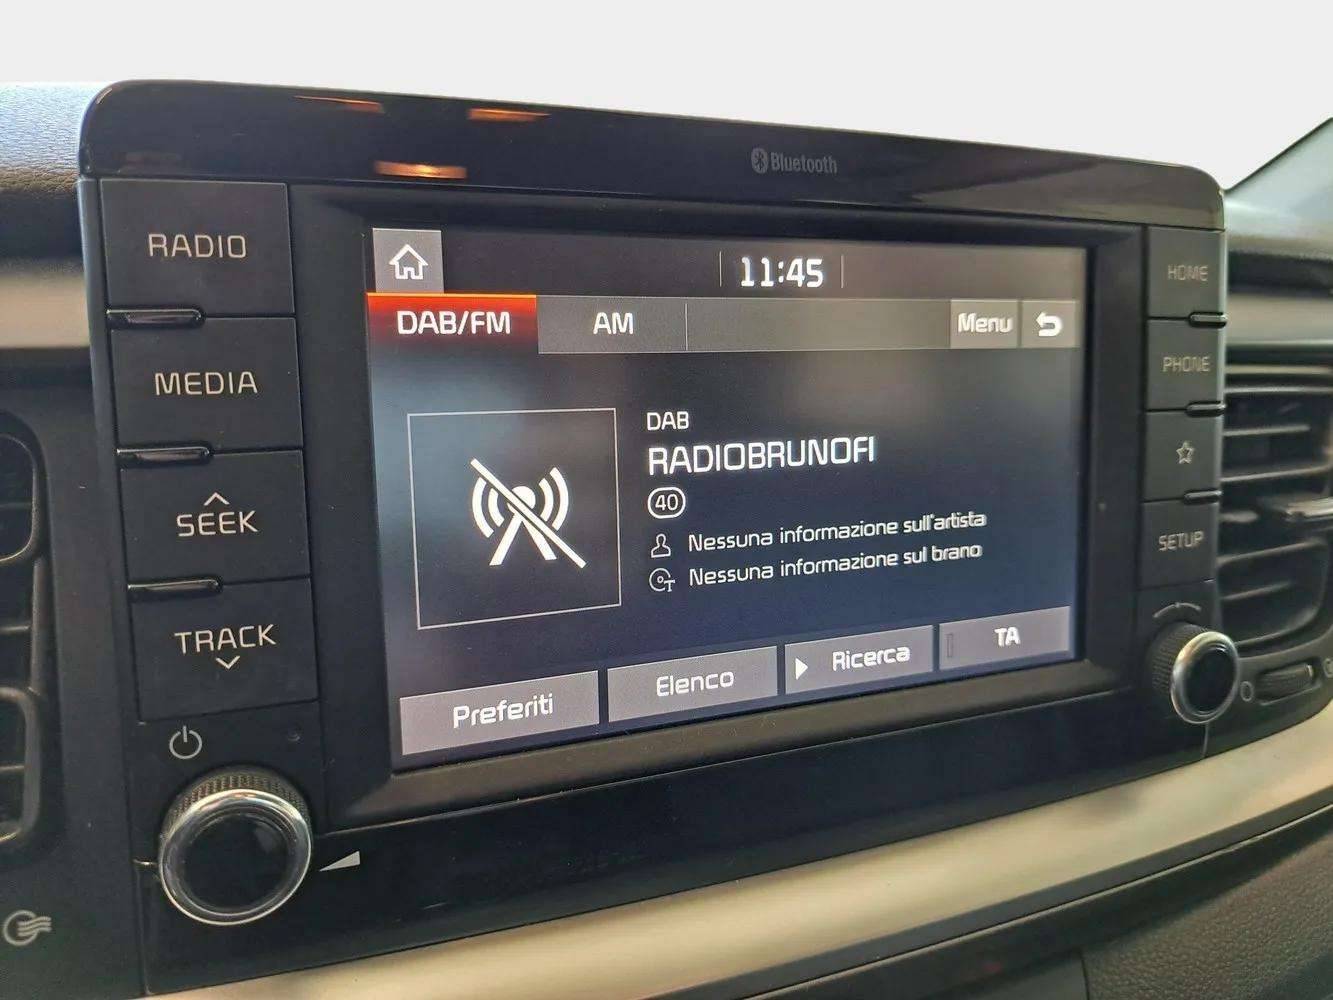 Bluetooth
RADIO
MEDIA
SEEK
TRACK
11:45
DAB/FM AM Menu
DAB
RADIOBRUNOFI
40
Nessuna informazione sull'artista
Nessuna informazione sul brano
Preferiti Elenco Ricerca TA
HOME
PHONE
SETUP